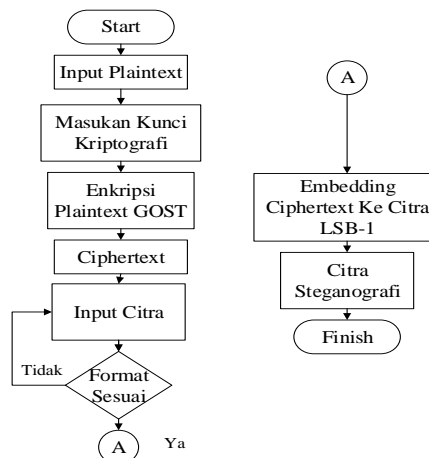 Start
Input Plaintext
Masukan Kunci
Kriptografi
Enkripsi
Plaintext GOST
Ciphertext
Input Citra
Tidak
Format
Sesuai
A
Ya
A
Embedding
Ciphertext Ke Citra
LSB-1
Citra
Steganografi
Finish